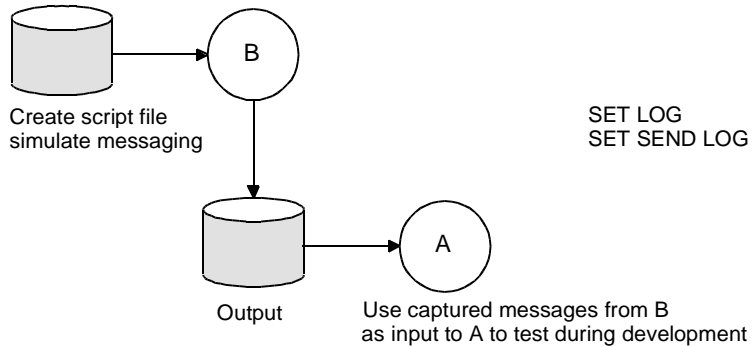 B
Create script file
simulate messaging
SET LOG
SET SEND LOG
A
Output
Use captured messages from B
as input to A to test during development